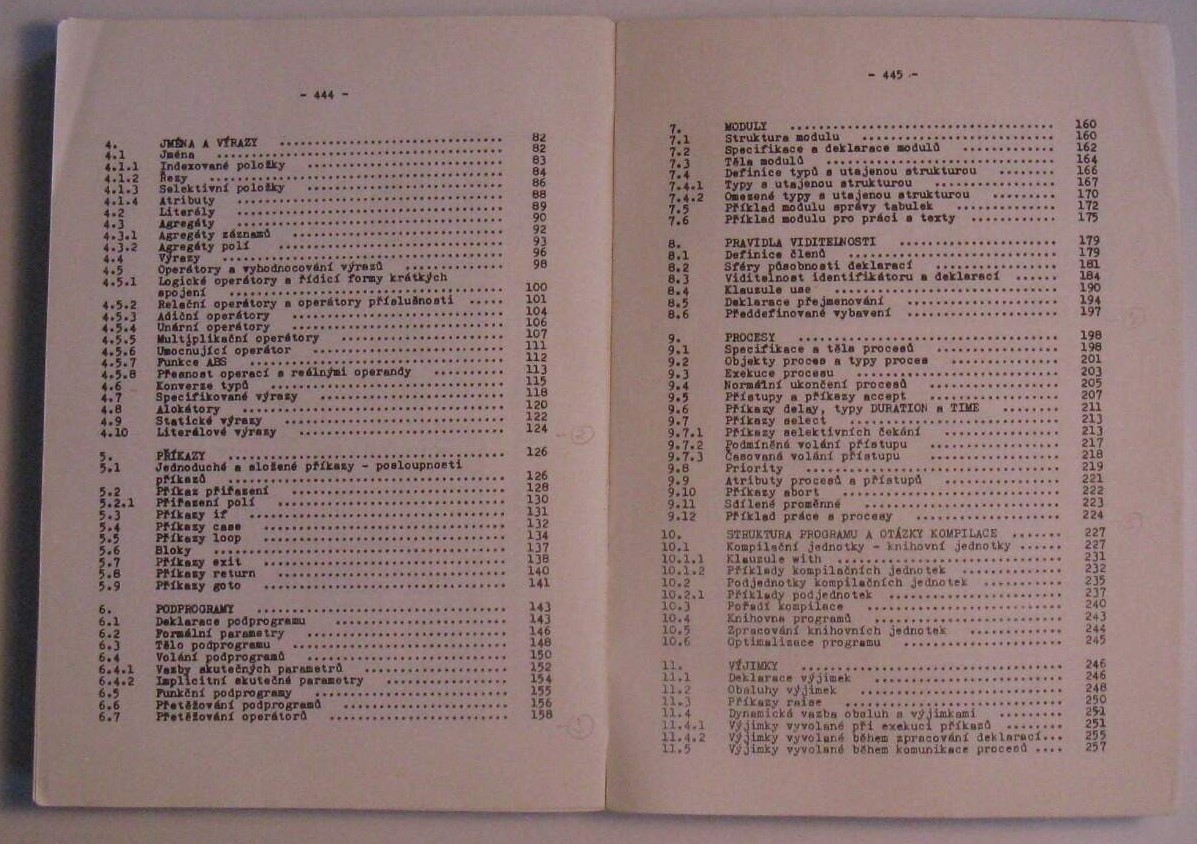 - 444 -
4. JMÉNA A VÝRAZY .......... 82
4.1 Jména .......... 82
4.1.1 Indexované položky .......... 83
4.1.2 Řezy .......... 84
4.1.3 Selektivní položky .......... 86
4.1.4 Atributy .......... 88
4.2 Literály .......... 89
4.3 Agregáty .......... 90
4.3.1 Agregáty záznamů .......... 92
4.3.2 Agregáty polí .......... 93
4.4 Výrazy .......... 96
4.5 Operátory a vyhodnocování výrazů .......... 98
4.5.1 Logické operátory a řídicí formy krátkých
spojení .......... 100
4.5.2 Relační operátory a operátory příslušnosti ..... 101
4.5.3 Adiční operátory .......... 104
4.5.4 Unární operátory .......... 106
4.5.5 Multiplikační operátory .......... 107
4.5.6 Umocnující operátor .......... 111
4.5.7 Funkce ABS .......... 112
4.5.8 Přesnost operací s reálnými operandy .......... 113
4.6 Konverze typů .......... 115
4.7 Specifikované výrazy .......... 118
4.8 Alokátory .......... 120
4.9 Statické výrazy .......... 122
4.10 Literálové výrazy .......... 124
5. PŘÍKAZY .......... 126
5.1 Jednoduché a složené příkazy - posloupnosti
příkazů .......... 126
5.2 Příkaz přiřazení .......... 128
5.2.1 Přiřazení polí .......... 130
5.3 Příkazy if .......... 131
5.4 Příkazy case .......... 132
5.5 Příkazy loop .......... 134
5.6 Bloky .......... 137
5.7 Příkazy exit .......... 138
5.8 Příkazy return .......... 140
5.9 Příkazy goto .......... 141
6. PODPROGRAMY .......... 143
6.1 Deklarace podprogramu .......... 143
6.2 Formální parametry .......... 146
6.3 Tělo podprogramu .......... 148
6.4 Volání podprogramů .......... 150
6.4.1 Vazby skutečných parametrů .......... 152
6.4.2 Implicitní skutečné parametry .......... 154
6.5 Funkční podprogramy .......... 155
6.6 Přetěžování podprogramů .......... 156
6.7 Přetěžování operátorů .......... 158
- 445 -
7. MODULY .......... 160
7.1 Struktura modulu .......... 160
7.2 Specifikace a deklarace modulů .......... 162
7.3 Těla modulů .......... 164
7.4 Definice typů s utajenou strukturou ........ 166
7.4.1 Typy s utajenou strukturou .......... 167
7.4.2 Omezené typy s utajenou strukturou ......... 170
7.5 Příklad modulu správy tabulek .......... 172
7.6 Příklad modulu pro práci s texty .......... 175
8. PRAVIDLA VIDITELNOSTI .......... 179
8.1 Definice členů .......... 179
8.2 Sféry působnosti deklarací .......... 181
8.3 Viditelnost identifikátoru a deklarací ....... 184
8.4 Klauzule use .......... 190
8.5 Deklarace přejmenování .......... 194
8.6 Předdefinované vybavení .......... 197
9. PROCESY .......... 198
9.1 Specifikace a těla procesů .......... 198
9.2 Objekty proces a typy proces .......... 201
9.3 Exekuce procesu .......... 203
9.4 Normální ukončení procesů .......... 205
9.5 Přístupy a příkazy accept .......... 207
9.6 Příkazy delay, typy DURATION a TIME ........ 211
9.7 Příkazy select .......... 213
9.7.1 Příkazy selektivních čekání .......... 213
9.7.2 Podmíněná volání přístupu .......... 217
9.7.3 Časovaná volání přístupu .......... 218
9.8 Priority .......... 219
9.9 Atributy procesů a přístupů .......... 221
9.10 Příkazy abort .......... 222
9.11 Sdílené proměnné .......... 223
9.12 Příklad práce s procesy .......... 224
10. STRUKTURA PROGRAMU A OTÁZKY KOMPILACE ....... 227
10.1 Kompilační jednotky - knihovní jednotky ...... 227
10.1.1 Klauzule with .......... 231
10.1.2 Příklady kompilačních jednotek .......... 232
10.2 Podjednotky kompilačních jednotek .......... 235
10.2.1 Příklady podjednotek .......... 237
10.3 Pořadí kompilace .......... 240
10.4 Knihovna programů .......... 243
10.5 Zpracování knihovních jednotek .......... 244
10.6 Optimalizace programu .......... 245
11. VÝJIMKY .......... 246
11.1 Deklarace výjimek .......... 246
11.2 Obsluhy výjimek .......... 248
11.3 Příkazy raise .......... 250
11.4 Dynamická vazba obsluh s výjimkami ......... 251
11.4.1 Výjimky vyvolané při exekuci příkazů ........ 251
11.4.2 Výjimky vyvolané během zpracování deklarací... 255
11.5 Výjimky vyvolané během komunikace procesů .... 257